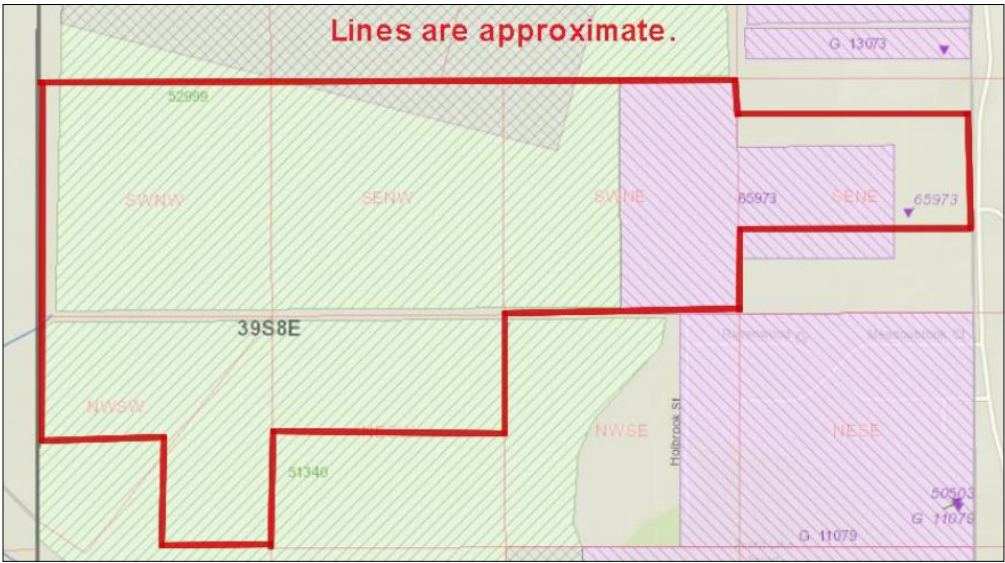 Lines are approximate.
G 13073
52999
SWNW
SENW
SWNE
65973
SENE
65973
39S8E
NWSW
NESW
NWSE
Holbrook St
NESE
51340
50503
G 11079
G 11079